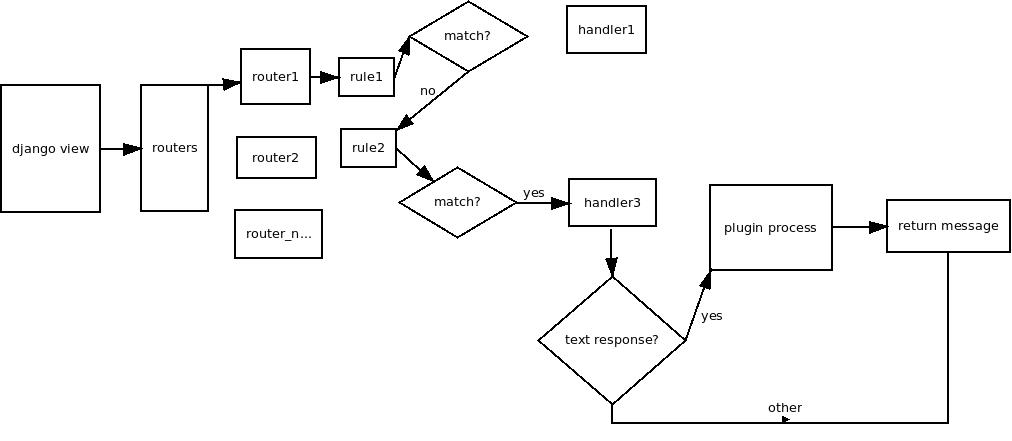 django view
routers
router1
router2
router_n...
rule1
match?
no
rule2
match?
yes
handler1
handler3
text response?
yes
plugin process
return message
other